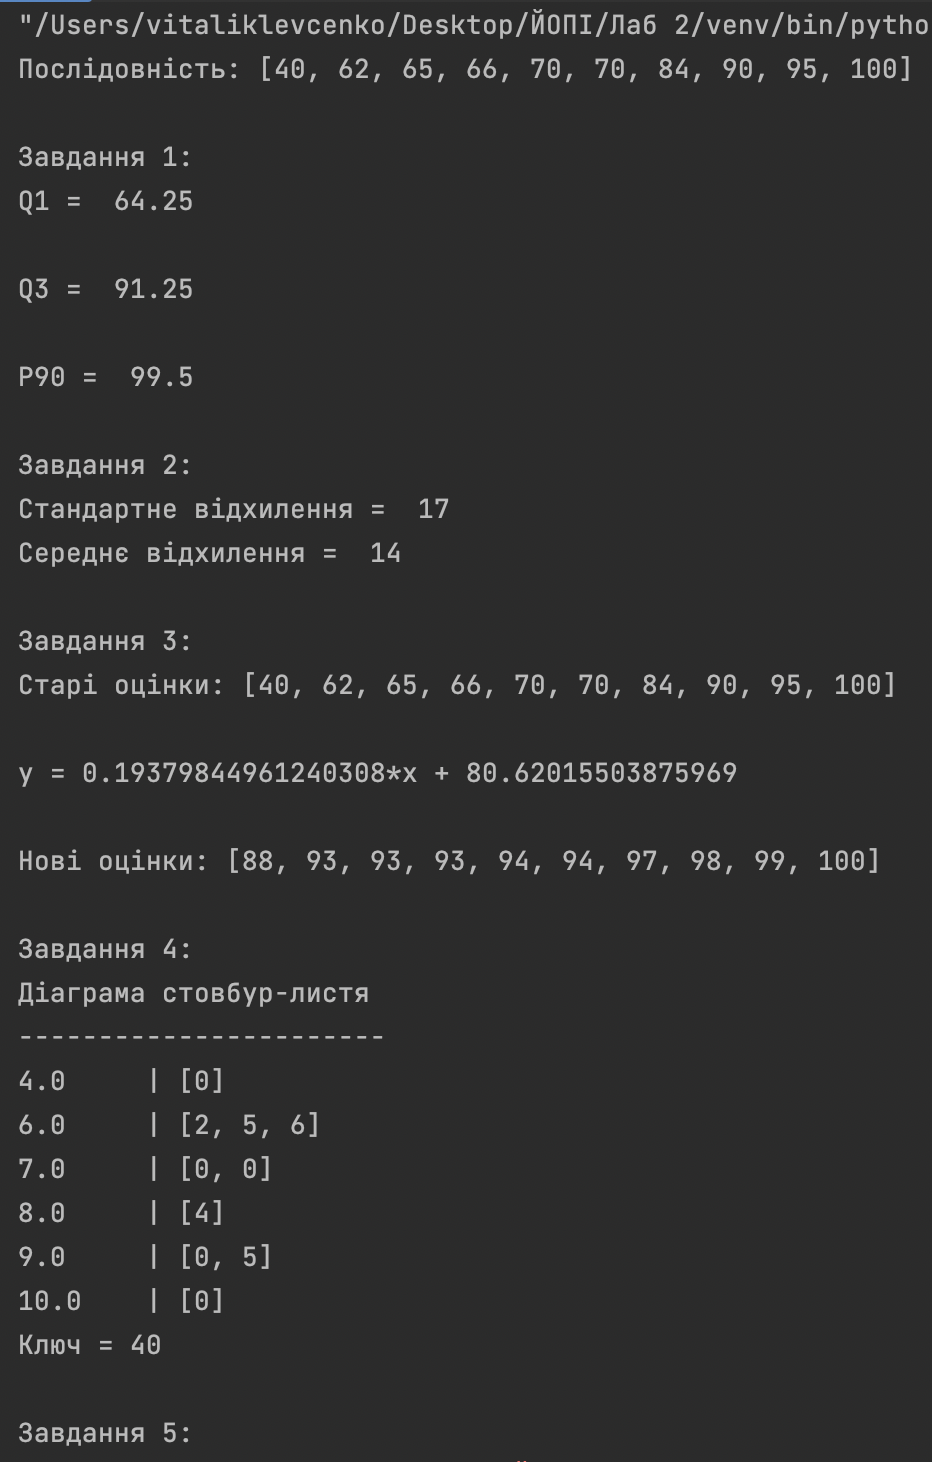 "/Users/vitaliklevcenko/Desktop/ЙОПІ/Лаб 2/venv/bin/pytho
Послідовність: [40, 62, 65, 66, 70, 70, 84, 90, 95, 100]
Завдання 1:
Q1 =  64.25
Q3 =  91.25
P90 =  99.5
Завдання 2:
Стандартне відхилення =  17
Середнє відхилення =  14
Завдання 3:
Старі оцінки: [40, 62, 65, 66, 70, 70, 84, 90, 95, 100]
y = 0.19379844961240308*x + 80.62015503875969
Нові оцінки: [88, 93, 93, 93, 94, 94, 97, 98, 99, 100]
Завдання 4:
Діаграма стовбур-листя
-----------------------
4.0     | [0]
6.0     | [2, 5, 6]
7.0     | [0, 0]
8.0     | [4]
9.0     | [0, 5]
10.0    | [0]
Ключ = 40
Завдання 5: